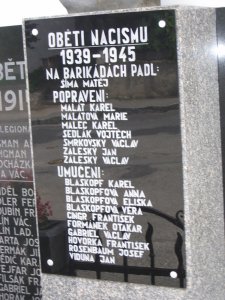 OBĚTI NACISMU
1939-1945
NA BARIKÁDÁCH PADL:
ŠÍMA MATĚJ
POPRAVENI:
MALÁT KAREL
MALÁTOVÁ MARIE
MALEC KAREL
SEDLÁK VOJTĚCH
SMRKOVSKÝ VÁCLAV
ZÁLESKÝ JAN
ZÁLESKÝ VÁCLAV
UMUČENI:
BLASKOPF KAREL
BLASKOPFOVÁ ANNA
BLASKOPFOVÁ ELIŠKA
BLASKOPFOVÁ VĚRA
CINGR FRANTIŠEK
FORMÁNEK OTAKAR
GABRIEL VÁCLAV
HOVORKA FRANTIŠEK
ROSENBAUM JOSEF
VIDUNA JAN